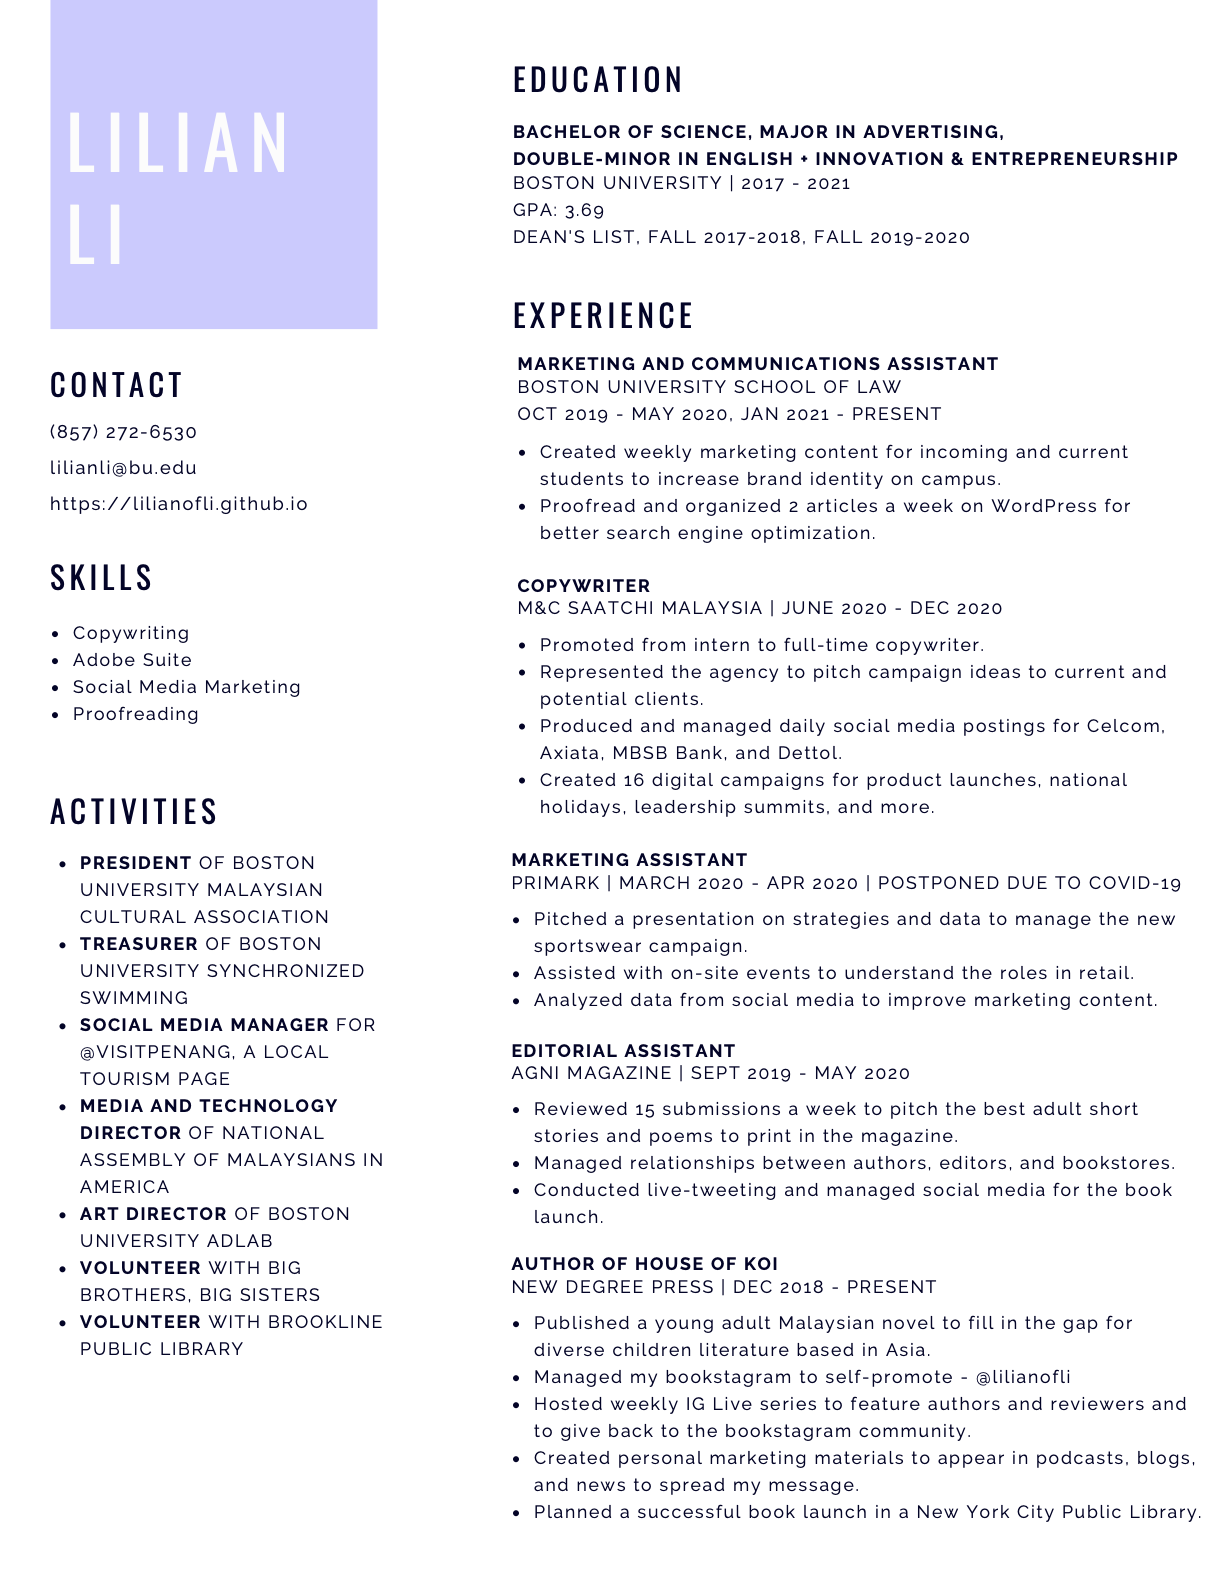 LILIAN
LI
CONTACT
(857) 272-6530
lilianli@bu.edu
https://lilianofli.github.io
SKILLS
• Copywriting
• Adobe Suite
• Social Media Marketing
• Proofreading
ACTIVITIES
• PRESIDENT OF BOSTON
UNIVERSITY MALAYSIAN
CULTURAL ASSOCIATION
• TREASURER OF BOSTON
UNIVERSITY SYNCHRONIZED
SWIMMING
• SOCIAL MEDIA MANAGER FOR
@VISITPENANG, A LOCAL
TOURISM PAGE
• MEDIA AND TECHNOLOGY
DIRECTOR OF NATIONAL
ASSEMBLY OF MALAYSIANS IN
AMERICA
• ART DIRECTOR OF BOSTON
UNIVERSITY ADLAB
• VOLUNTEER WITH BIG
BROTHERS, BIG SISTERS
• VOLUNTEER WITH BROOKLINE
PUBLIC LIBRARY
EDUCATION
BACHELOR OF SCIENCE, MAJOR IN ADVERTISING,
DOUBLE-MINOR IN ENGLISH + INNOVATION & ENTREPRENEURSHIP
BOSTON UNIVERSITY | 2017 - 2021
GPA: 3.69
DEAN'S LIST, FALL 2017-2018, FALL 2019-2020
EXPERIENCE
MARKETING AND COMMUNICATIONS ASSISTANT
BOSTON UNIVERSITY SCHOOL OF LAW
OCT 2019 - MAY 2020, JAN 2021 - PRESENT
• Created weekly marketing content for incoming and current
students to increase brand identity on campus.
• Proofread and organized 2 articles a week on WordPress for
better search engine optimization.
COPYWRITER
M&C SAATCHI MALAYSIA | JUNE 2020 - DEC 2020
• Promoted from intern to full-time copywriter.
• Represented the agency to pitch campaign ideas to current and
potential clients.
• Produced and managed daily social media postings for Celcom,
Axiata, MBSB Bank, and Dettol.
• Created 16 digital campaigns for product launches, national
holidays, leadership summits, and more.
MARKETING ASSISTANT
PRIMARK | MARCH 2020 - APR 2020 | POSTPONED DUE TO COVID-19
• Pitched a presentation on strategies and data to manage the new
sportswear campaign.
• Assisted with on-site events to understand the roles in retail.
• Analyzed data from social media to improve marketing content.
EDITORIAL ASSISTANT
AGNI MAGAZINE | SEPT 2019 - MAY 2020
• Reviewed 15 submissions a week to pitch the best adult short
stories and poems to print in the magazine.
• Managed relationships between authors, editors, and bookstores.
• Conducted live-tweeting and managed social media for the book
launch.
AUTHOR OF HOUSE OF KOI
NEW DEGREE PRESS | DEC 2018 - PRESENT
• Published a young adult Malaysian novel to fill in the gap for
diverse children literature based in Asia.
• Managed my bookstagram to self-promote - @lilianofli
• Hosted weekly IG Live series to feature authors and reviewers and
to give back to the bookstagram community.
• Created personal marketing materials to appear in podcasts, blogs,
and news to spread my message.
• Planned a successful book launch in a New York City Public Library.